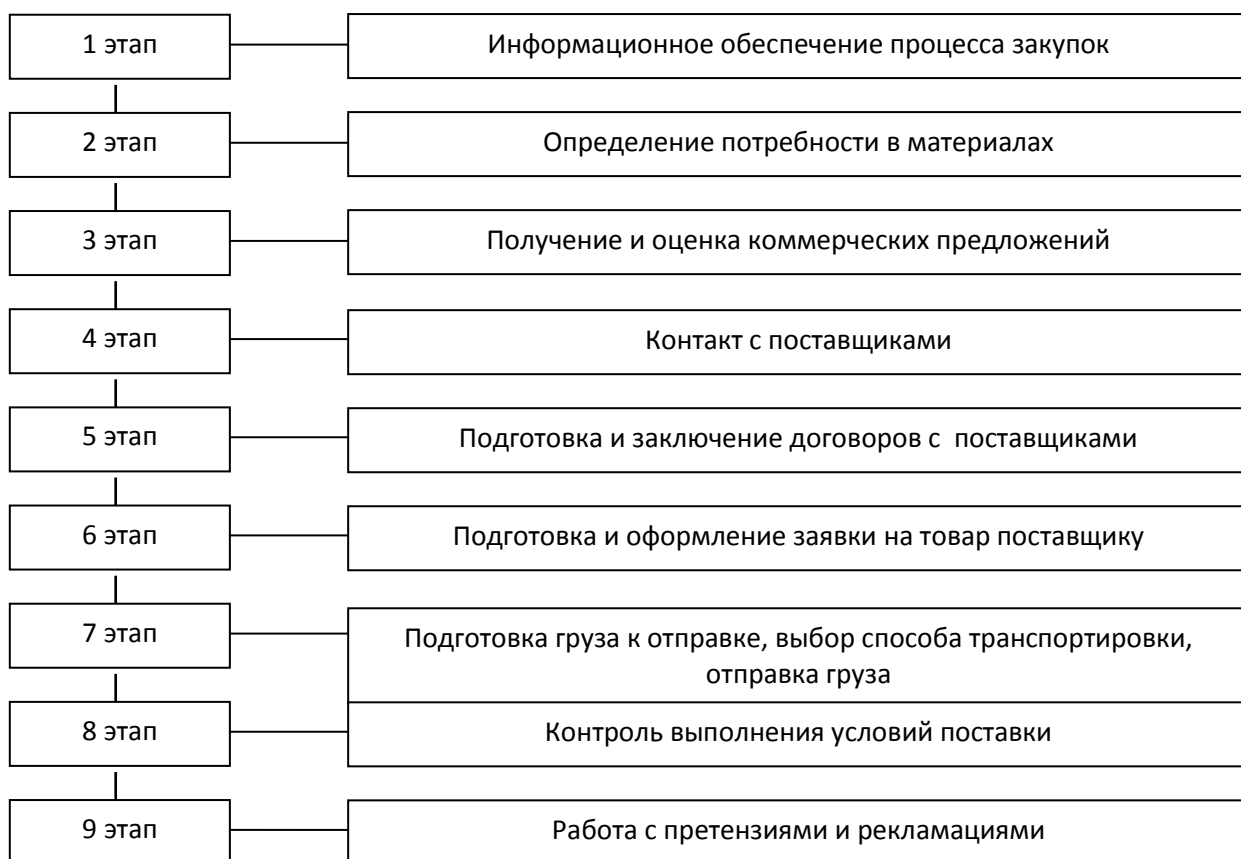 1 этап
Информационное обеспечение процесса закупок
2 этап
Определение потребности в материалах
3 этап
Получение и оценка коммерческих предложений
4 этап
Контакт с поставщиками
5 этап
Подготовка и заключение договоров с  поставщиками
6 этап
Подготовка и оформление заявки на товар поставщику
7 этап
Подготовка груза к отправке, выбор способа транспортировки,
отправка груза
8 этап
Контроль выполнения условий поставки
9 этап
Работа с претензиями и рекламациями